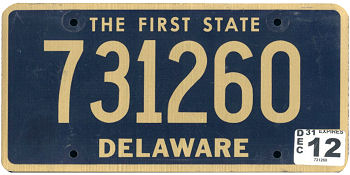 THE FIRST STATE
731260
DELAWARE
DEC 31 EXPIRES
12
731260